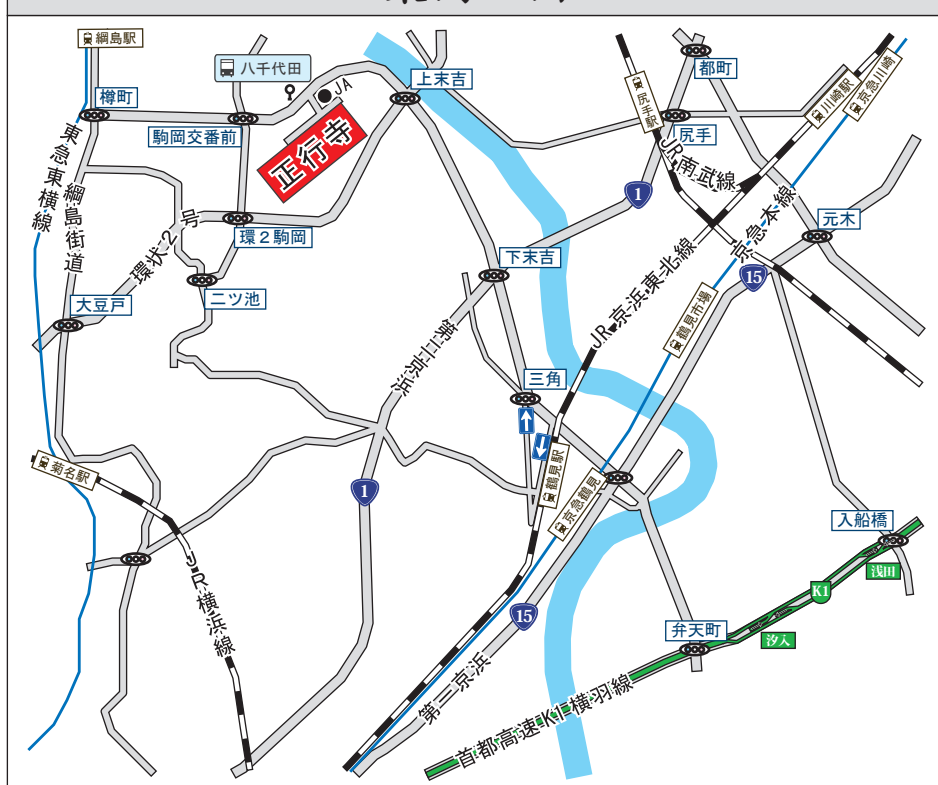 綱島駅
八千代田
樽町
駒岡交番前
JA
正行寺
上末吉
都町
尻手駅
尻手
川崎駅
京急川崎
JR南武線
東急東横線
綱島街道
環状2号
環2駒岡
1
元木
京急本線
下末吉
JR京浜東北線
15
大豆戸
二ツ池
鶴見市場
第二京浜
三角
菊名駅
鶴見駅
1
京急鶴見
入船橋
JR横浜線
浅田
K1
15
弁天町
汐入
第一京浜
首都高速K1横羽線